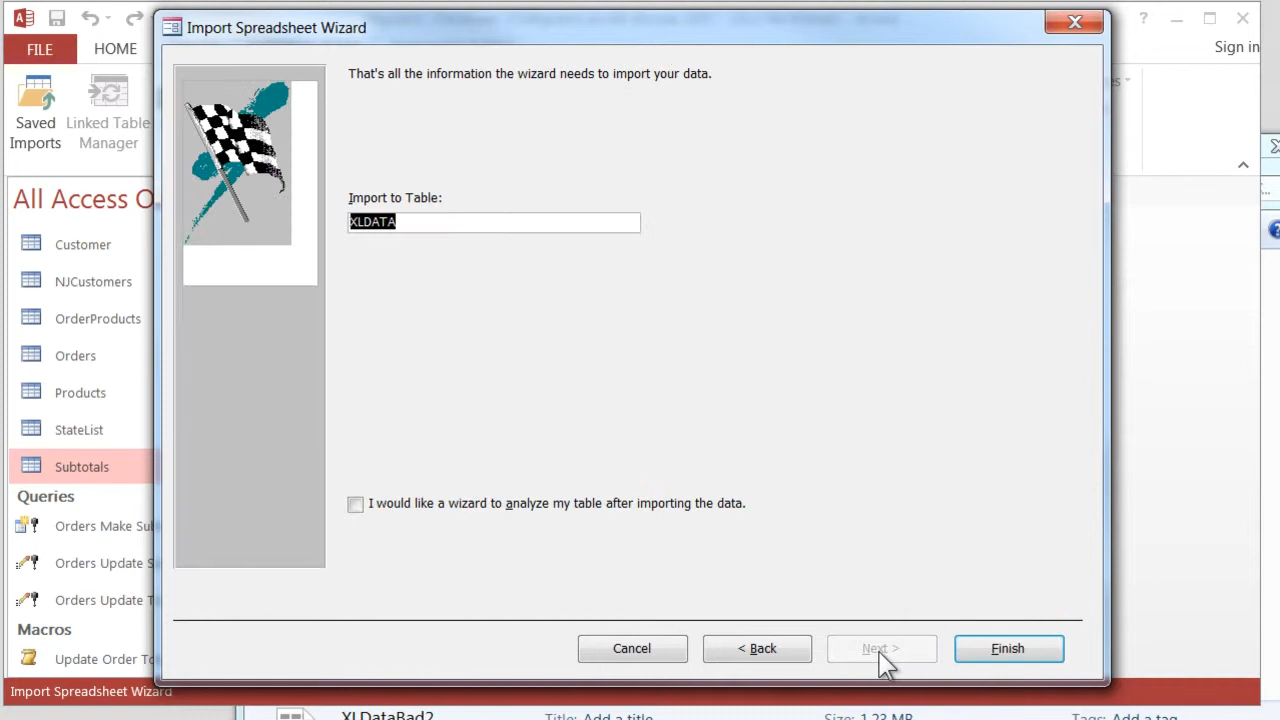 Import Spreadsheet Wizard
FILE
HOME
Sign in
Saved Imports
Linked Table Manager
That's all the information the wizard needs to import your data.
Import to Table:
XLDATA
All Access O
Customer
NJCustomers
OrderProducts
Orders
Products
StateList
Subtotals
Queries
Orders Make Su
Orders Update S
Orders Update T
Macros
Update Order To
I would like a wizard to analyze my table after importing the data.
Cancel
< Back
Next >
Finish
Import Spreadsheet Wizard
XLDataBad2
Title: Add a title
Size: 1.23 MB
Tags: Add a tag